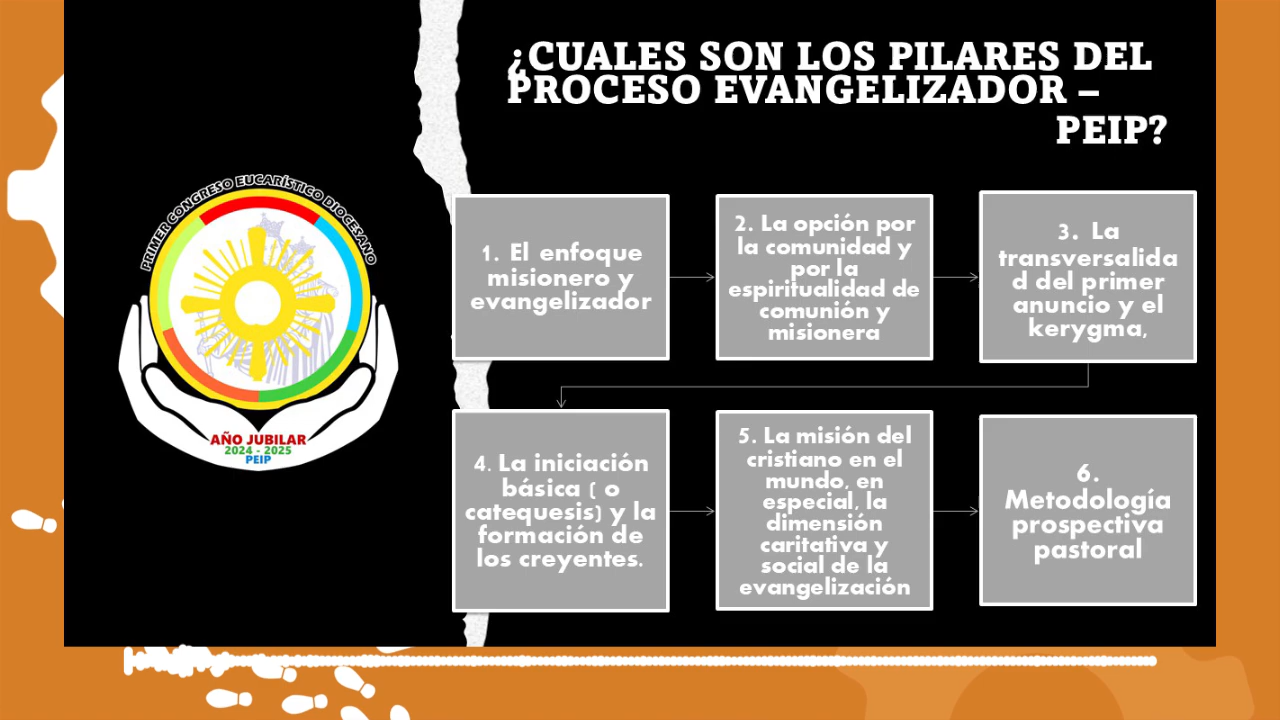 ¿CUALES SON LOS PILARES DEL
PROCESO EVANGELIZADOR –
PEIP?
PRIMER CONGRESO EUCARÍSTICO DIOCESANO
AÑO JUBILAR
2024 - 2025
PEIP
1. El enfoque
misionero y
evangelizador
2. La opción por
la comunidad y
por la
espiritualidad de
comunión y
misionera
3. La
transversalida
d del primer
anuncio y el
kerygma,
4. La iniciación
básica ( o
catequesis) y la
formación de
los creyentes.
5. La misión del
cristiano en el
mundo, en
especial, la
dimensión
caritativa y
social de la
evangelización
6.
Metodología
prospectiva
pastoral